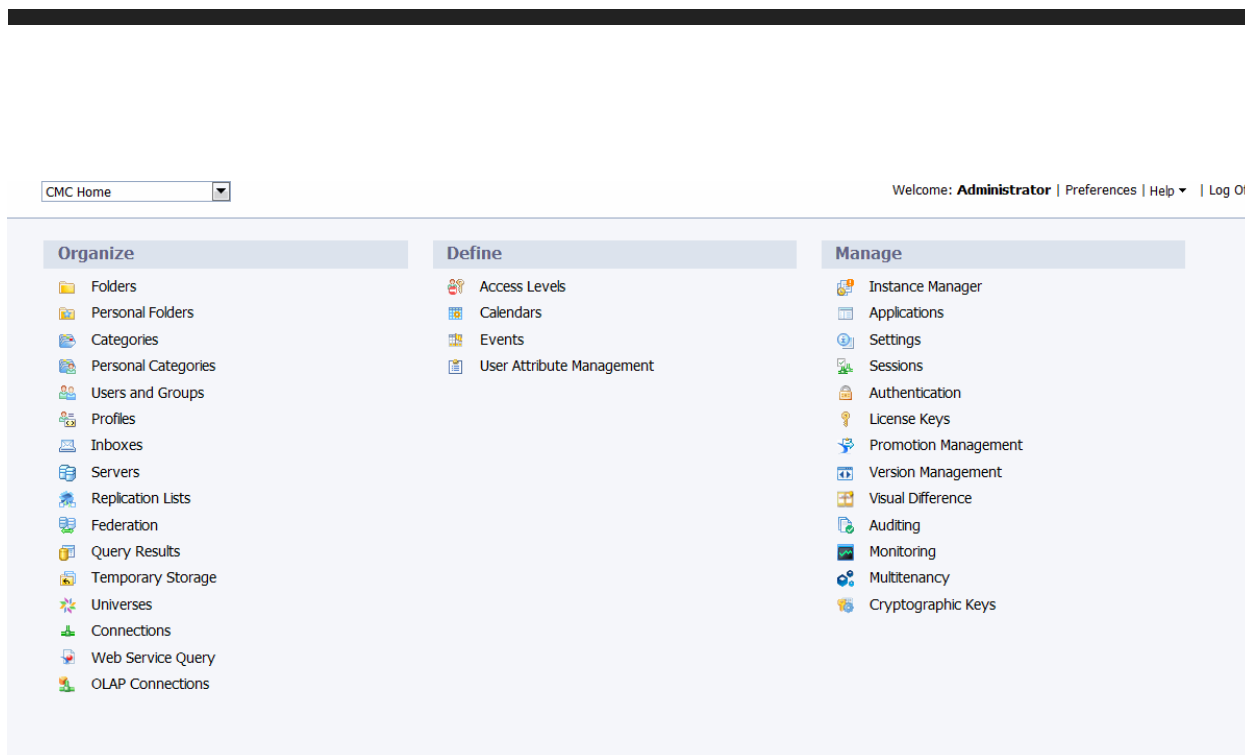 CMC Home
Welcome: Administrator | Preferences | Help | Log Of
Organize
Folders
Personal Folders
Categories
Personal Categories
Users and Groups
Profiles
Inboxes
Servers
Replication Lists
Federation
Query Results
Temporary Storage
Universes
Connections
Web Service Query
OLAP Connections
Define
Access Levels
Calendars
Events
User Attribute Management
Manage
Instance Manager
Applications
Settings
Sessions
Authentication
License Keys
Promotion Management
Version Management
Visual Difference
Auditing
Monitoring
Multitenancy
Cryptographic Keys